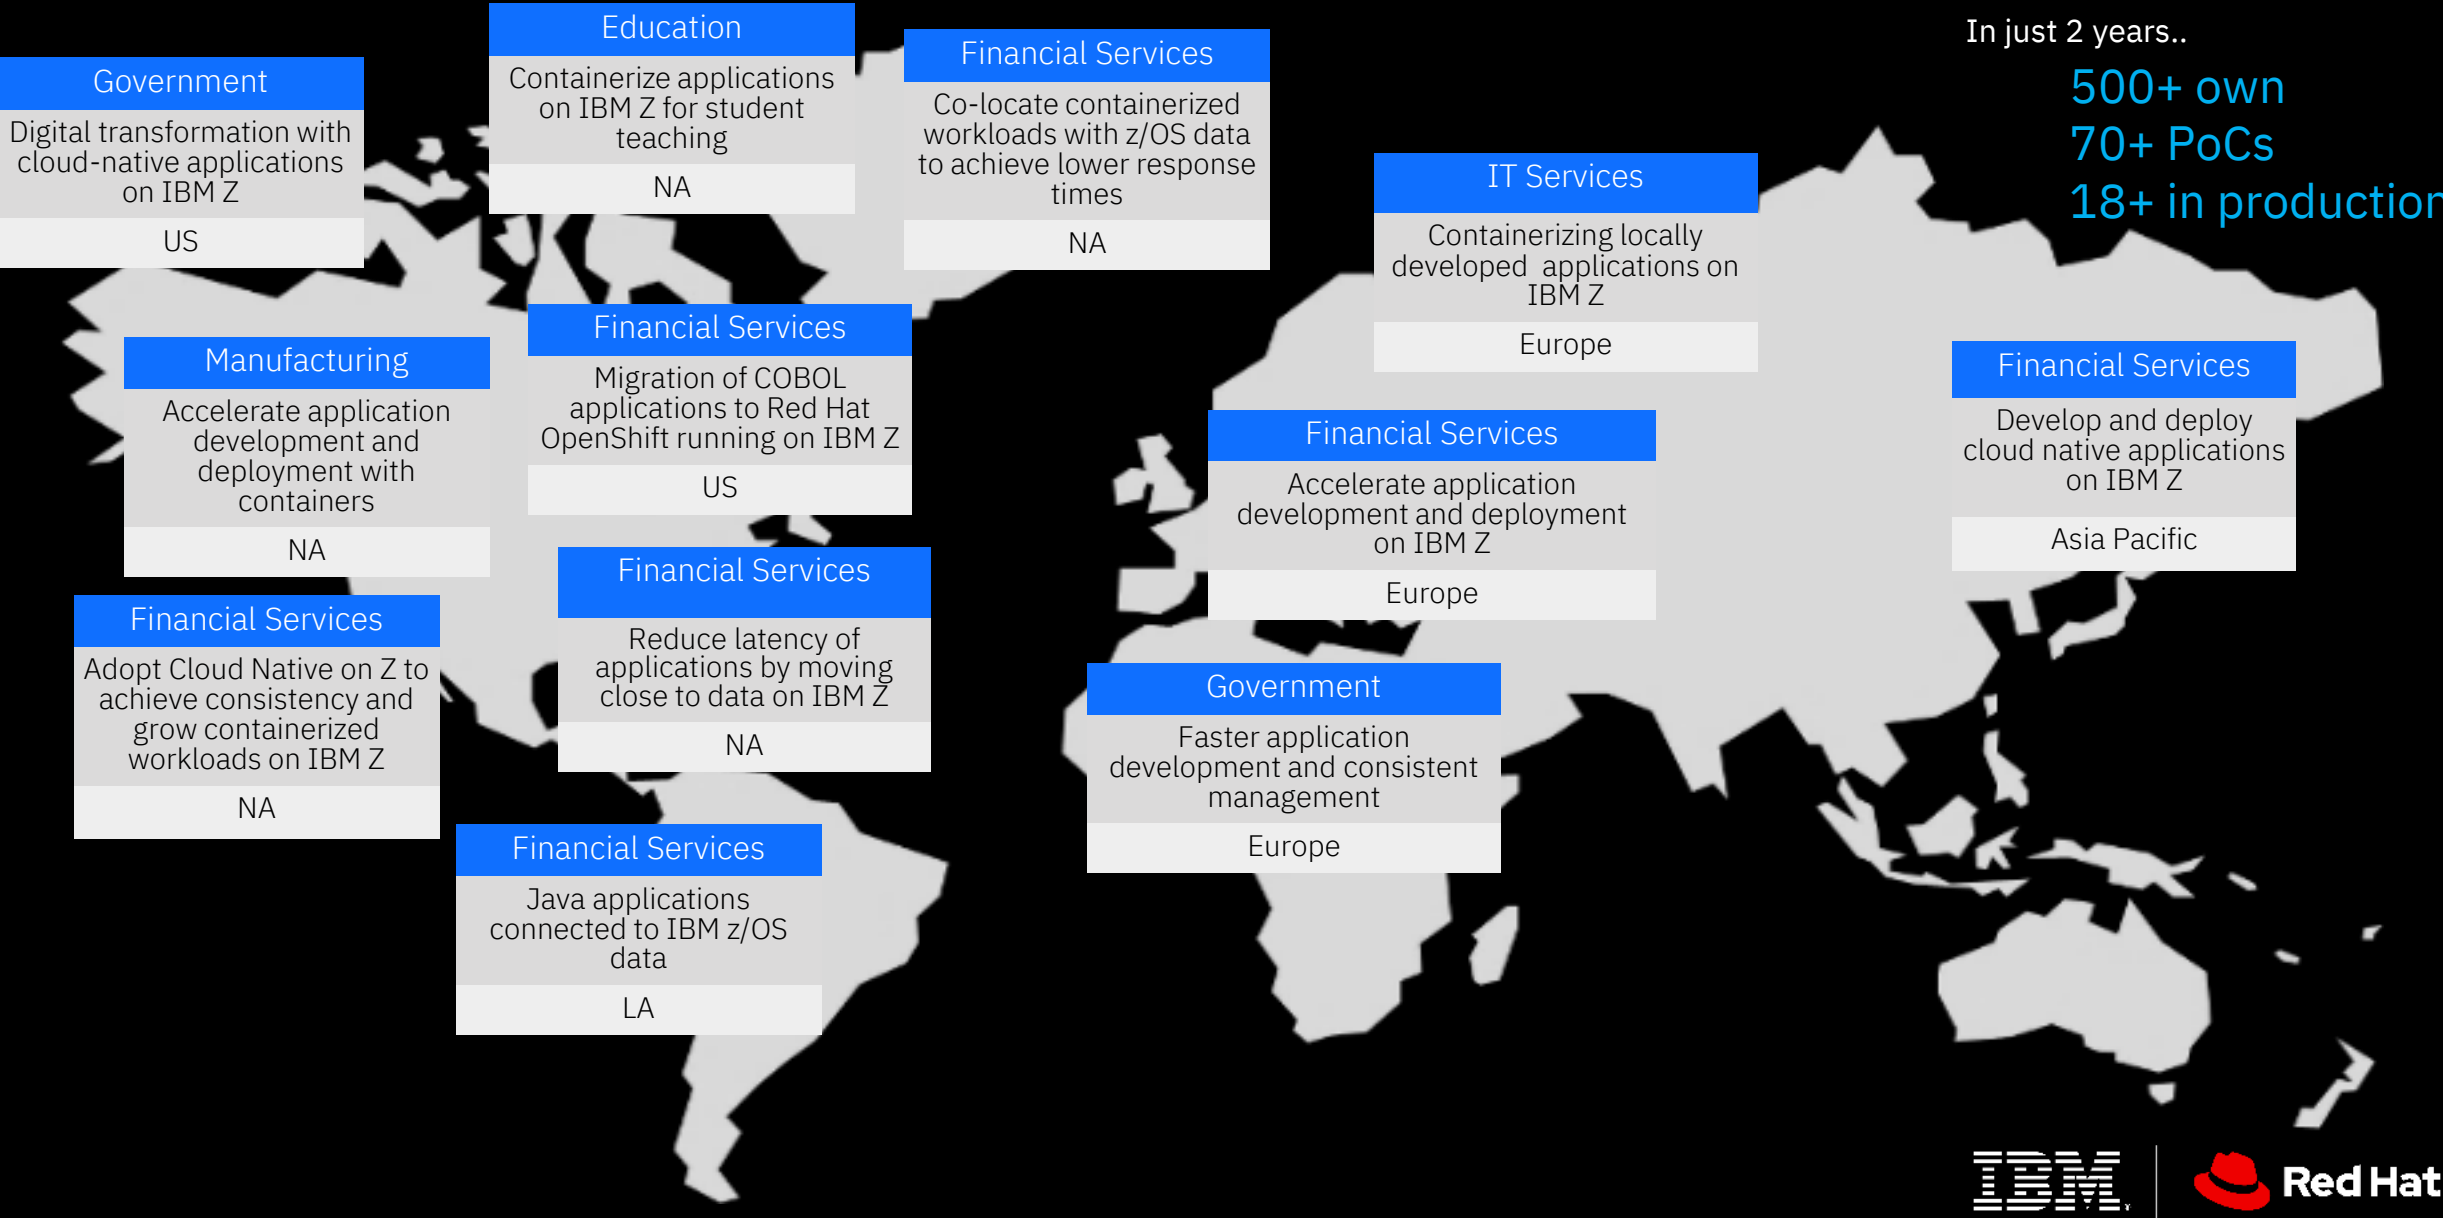 In just 2 years..
500+ own
70+ PoCs
18+ in production
Government
Digital transformation with
cloud-native applications
on IBM Z
US
Education
Containerize applications
on IBM Z for student
teaching
NA
Financial Services
Co-locate containerized
workloads with z/OS data
to achieve lower response
times
NA
IT Services
Containerizing locally
developed applications on
IBM Z
Europe
Manufacturing
Accelerate application
development and
deployment with
containers
NA
Financial Services
Migration of COBOL
applications to Red Hat
OpenShift running on IBM Z
US
Financial Services
Accelerate application
development and deployment
on IBM Z
Europe
Financial Services
Develop and deploy
cloud native applications
on IBM Z
Asia Pacific
Financial Services
Adopt Cloud Native on Z to
achieve consistency and
grow containerized
workloads on IBM Z
NA
Financial Services
Reduce latency of
applications by moving
close to data on IBM Z
NA
Government
Faster application
development and consistent
management
Europe
Financial Services
Java applications
connected to IBM z/OS
data
LA
IBM
Red Hat